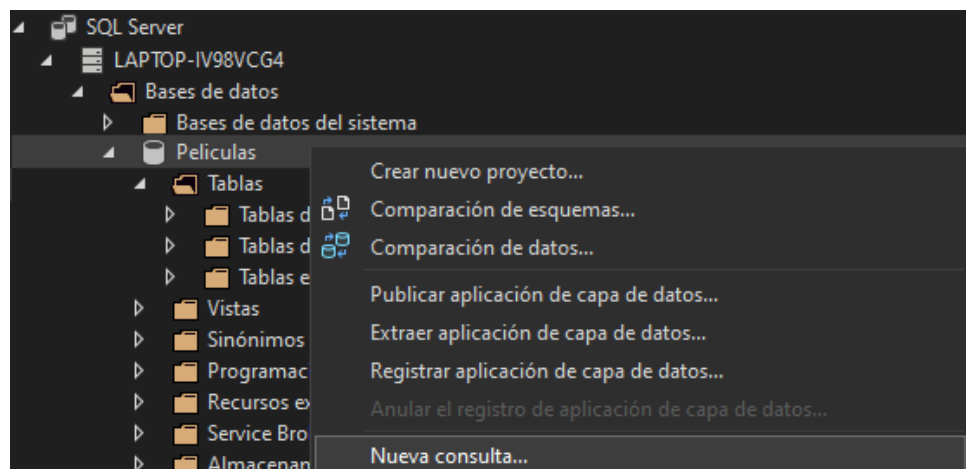 SQL Server
LAPTOP-IV98VCG4
Bases de datos
Bases de datos del sistema
Peliculas
Crear nuevo proyecto...
Tablas
Tablas d
Comparación de esquemas...
Tablas d
Comparación de datos...
Tablas e
Publicar aplicación de capa de datos...
Vistas
Sinónimos
Extraer aplicación de capa de datos...
Programac
Registrar aplicación de capa de datos...
Recursos ex
Anular el registro de aplicación de capa de datos...
Service Bro
Nueva consulta...
Almacenan